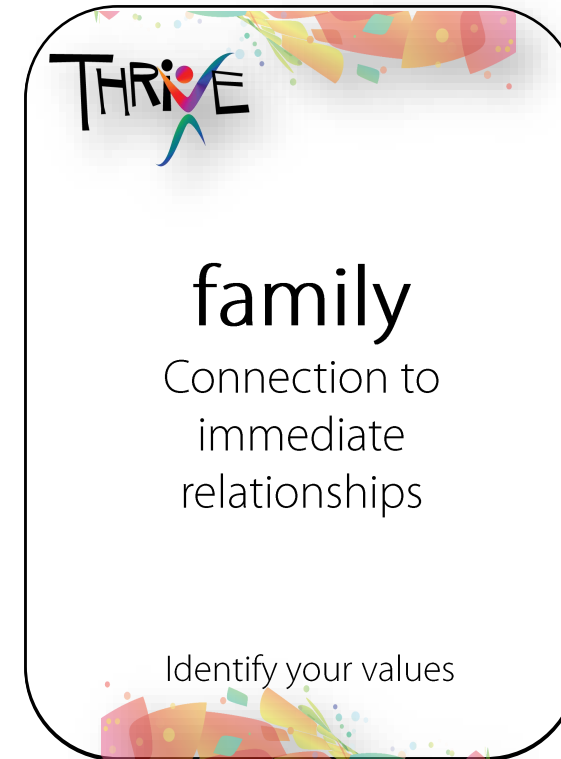 THRiVE
family
Connection to
immediate
relationships
Identify your values